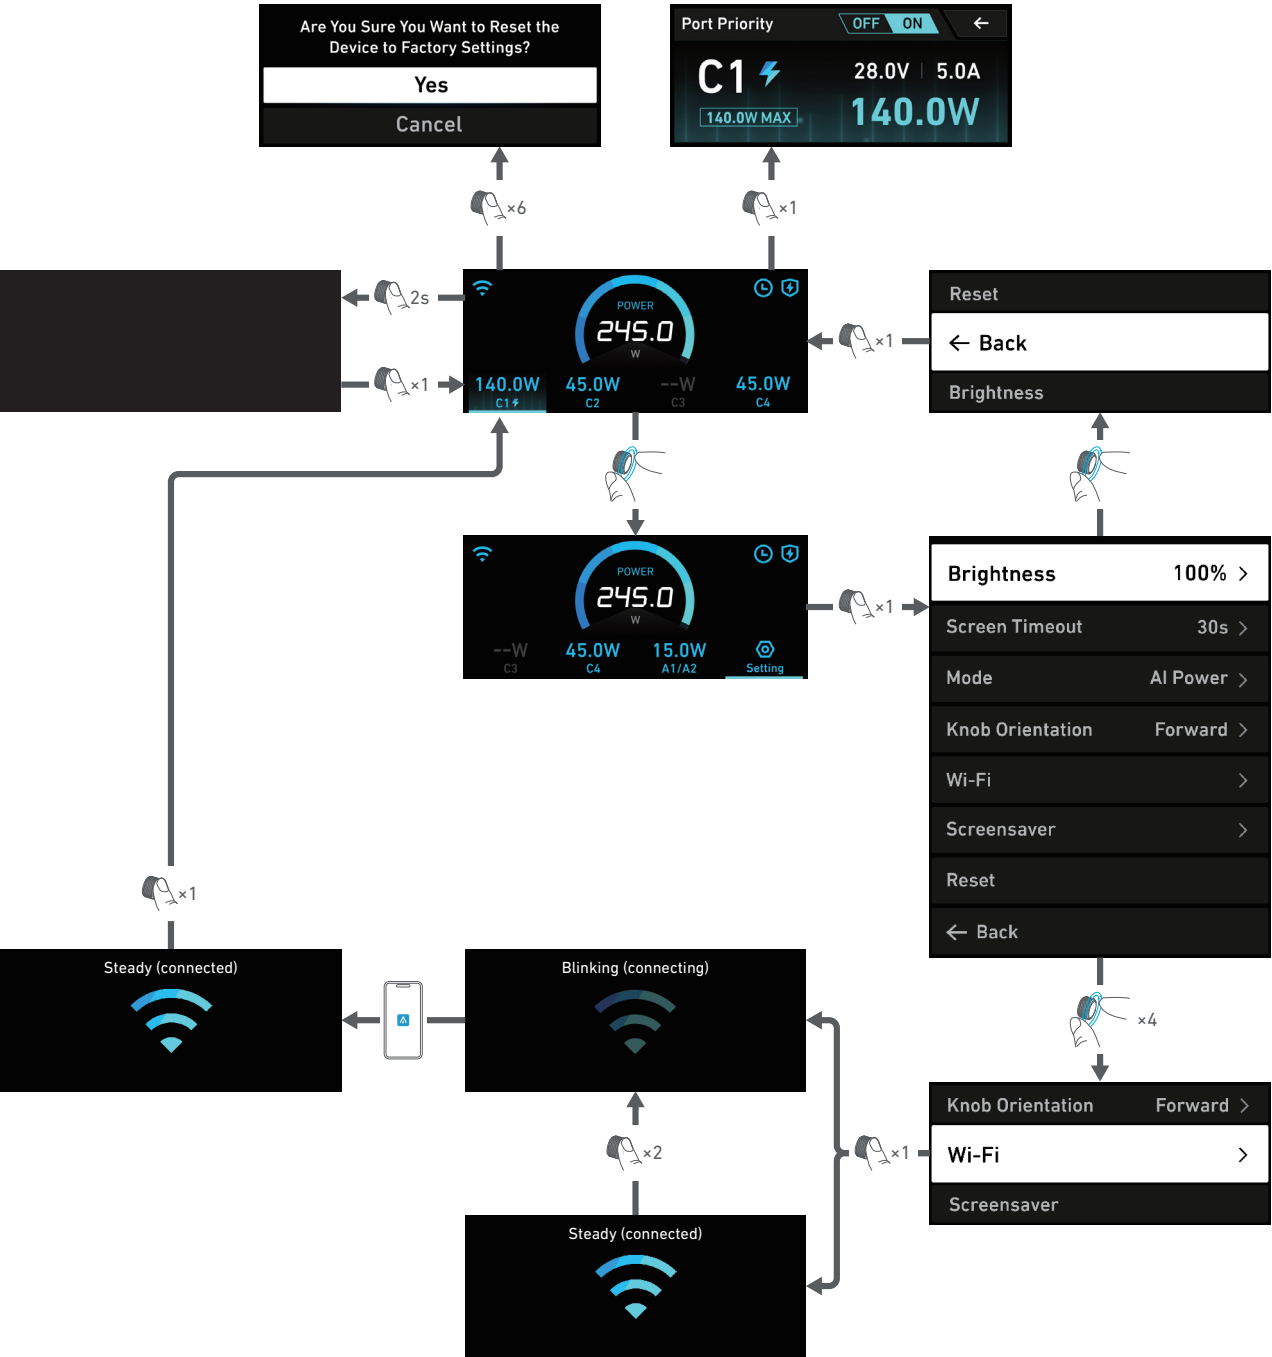 Are You Sure You Want to Reset the
Device to Factory Settings?
Yes
Cancel
Port Priority OFF ON
C1 28.0V 5.0A
140.0W MAX 140.0W
×6
×1
2s
×1
POWER
245.0
W
140.0W 45.0W --W 45.0W
C1 C2 C3 C4
×1
Reset
← Back
Brightness
POWER
245.0
W
--W 45.0W 15.0W
C3 C4 A1/A2 Setting
×1
Brightness 100% >
Screen Timeout 30s >
Mode AI Power >
Knob Orientation Forward >
Wi-Fi >
Screensaver >
Reset
← Back
×1
Steady (connected)
Blinking (connecting)
×4
Knob Orientation Forward >
Wi-Fi >
Screensaver
×1
×2
Steady (connected)